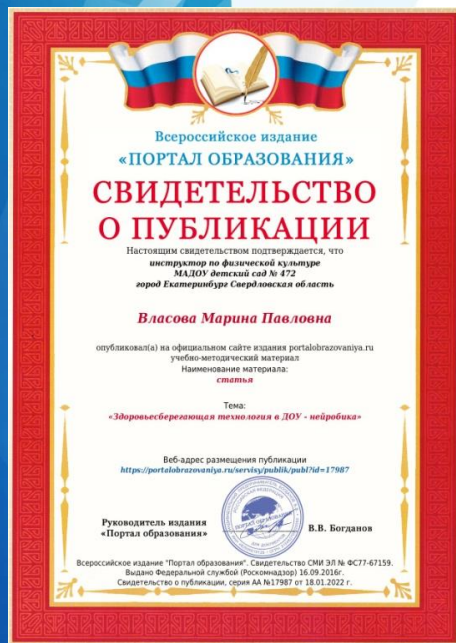 Всероссийское издание
«ПОРТАЛ ОБРАЗОВАНИЯ»
СВИДЕТЕЛЬСТВО
О ПУБЛИКАЦИИ
Настоящим свидетельством подтверждается, что
инструктор по физической культуре
МАДОУ детский сад № 472
город Екатеринбург Свердловская область
Власова Марина Павловна
опубликовал(а) на официальном сайте издания portalobrazovaniya.ru
учебно-методический материал
Наименование материала:
статья
Тема:
«Здоровьесберегающая технология в ДОУ - нейробика»
Веб-адрес размещения публикации
https://portalobrazovaniya.ru/servisy/publik/publ?id=17987
Руководитель издания
«Портал образования»
В.В. Богданов
Всероссийское издание "Портал образования". Свидетельство СМИ ЭЛ № ФС77-67159.
Выдано Федеральной службой (Роскомнадзор) 16.09.2016г.
Свидетельство о публикации, серия АА №17987 от 18.01.2022 г.